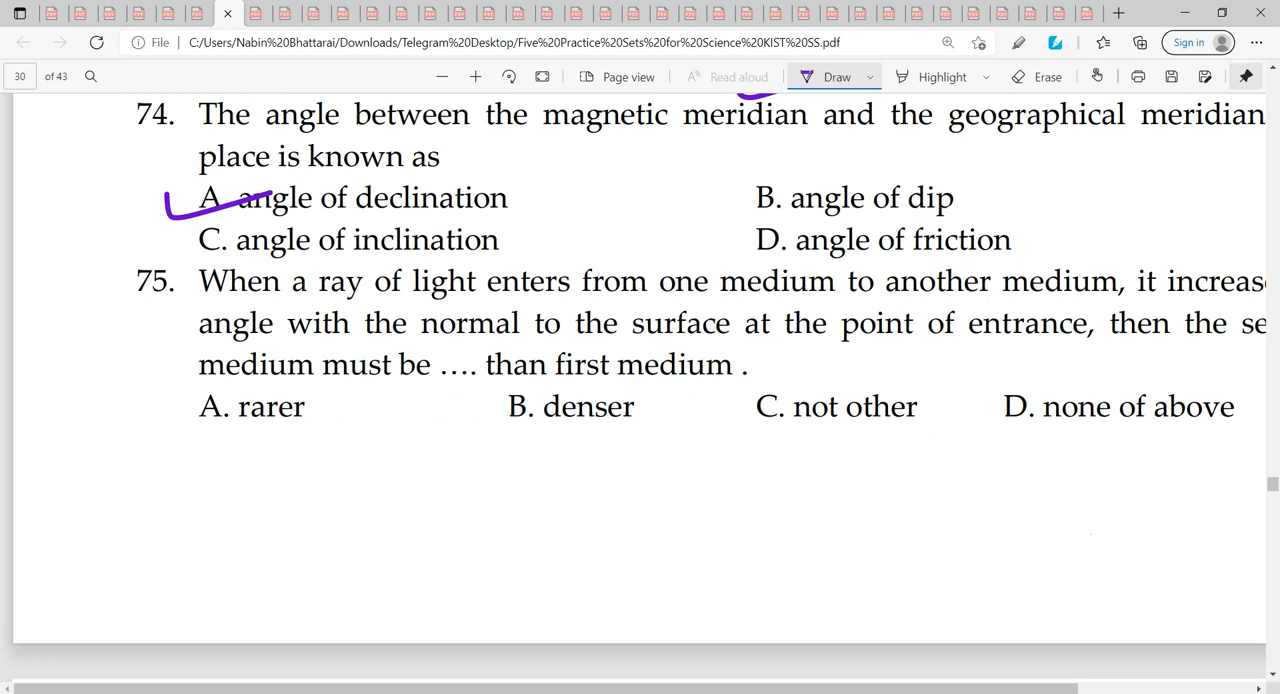 File C:/Users/Nabin%20Bhattarai/Downloads/Telegram%20Desktop/Five%20Practice%20Sets%20for%20Science%20KIST%20SS.pdf Sign in
30 of 43 Page view Read aloud Draw Highlight Erase
74. The angle between the magnetic meridian and the geographical meridian
place is known as
A. angle of declination B. angle of dip
C. angle of inclination D. angle of friction
75. When a ray of light enters from one medium to another medium, it increas
angle with the normal to the surface at the point of entrance, then the se
medium must be …. than first medium .
A. rarer B. denser C. not other D. none of above